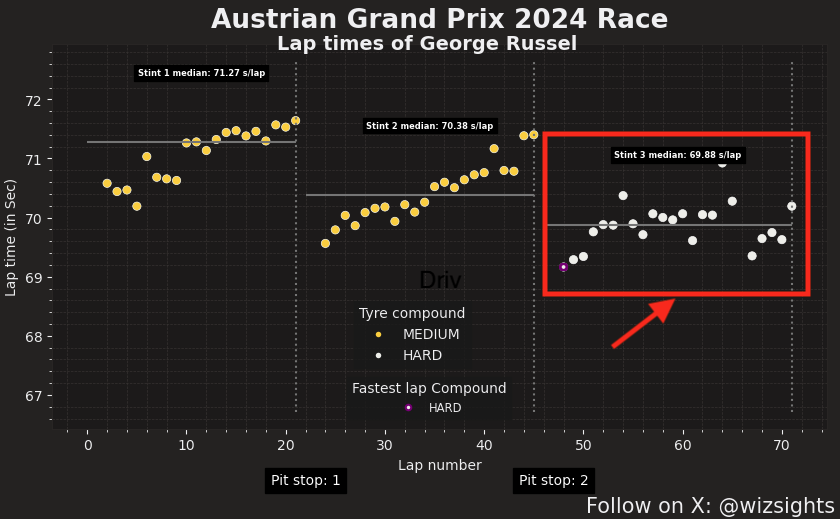 Austrian Grand Prix 2024 Race
Lap times of George Russel
Stint 1 median: 71.27 s/lap
Stint 2 median: 70.38 s/lap
Stint 3 median: 69.88 s/lap
72
71
70
69
68
67
Lap time (in Sec)
Driv
Tyre compound
MEDIUM
HARD
Fastest lap Compound
HARD
0 10 20 30 40 50 60 70
Lap number
Pit stop: 1 Pit stop: 2
Follow on X: @wizsights